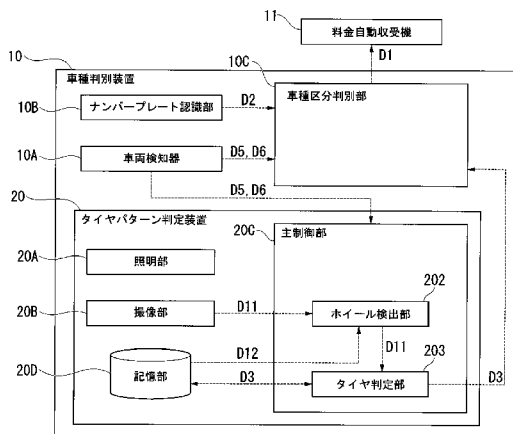 11
料金自動収受機
10
D1
車種判別装置
10C
10B
ナンバープレート認識部
D2
車種区分判別部
10A
車両検知器
D5, D6
20
D5, D6
タイヤパターン判定装置
20C
主制御部
20A
照明部
20B
撮像部
D11
202
ホイール検出部
D12
D11
203
20D
記憶部
D3
タイヤ判定部
D3